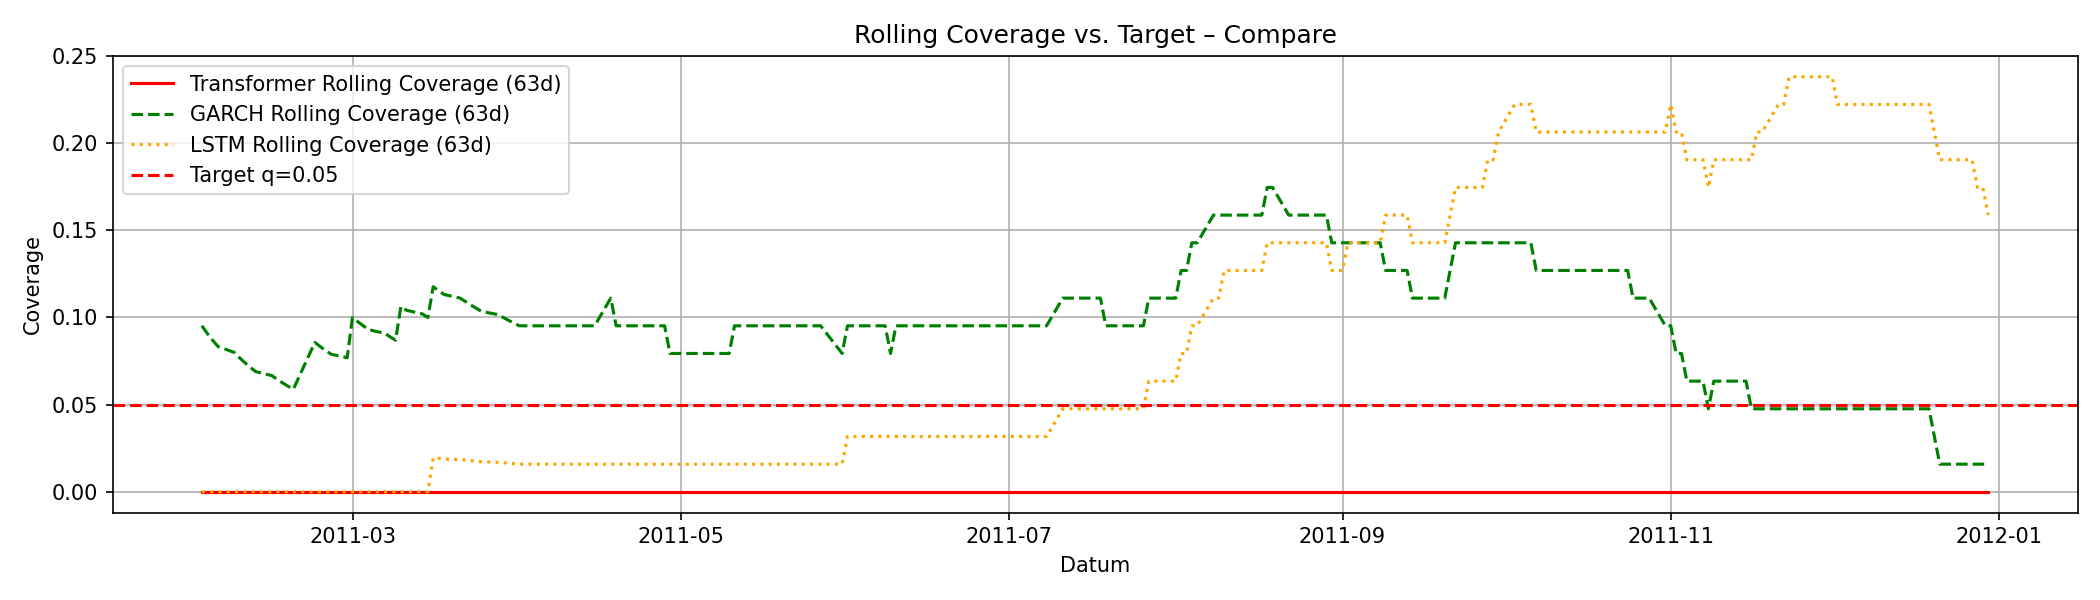 Rolling Coverage vs. Target – Compare
Transformer Rolling Coverage (63d)
GARCH Rolling Coverage (63d)
LSTM Rolling Coverage (63d)
Target q=0.05
Coverage
0.25
0.20
0.15
0.10
0.05
0.00
2011-03
2011-05
2011-07
2011-09
2011-11
2012-01
Datum